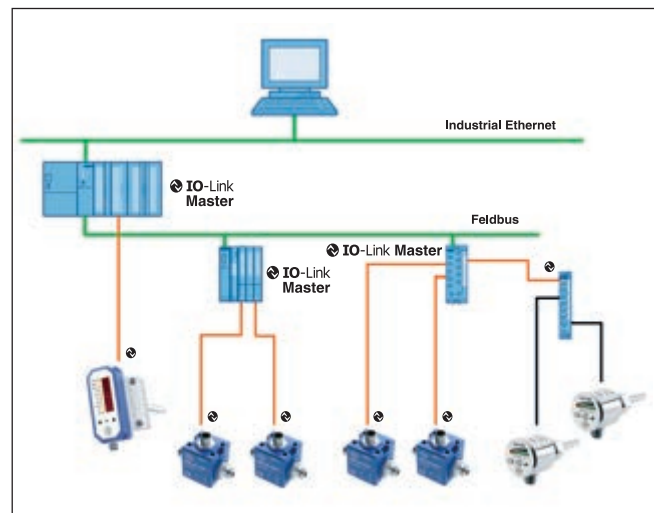 Industrial Ethernet
IO-Link
Master
Feldbus
IO-Link Master
IO-Link
Master